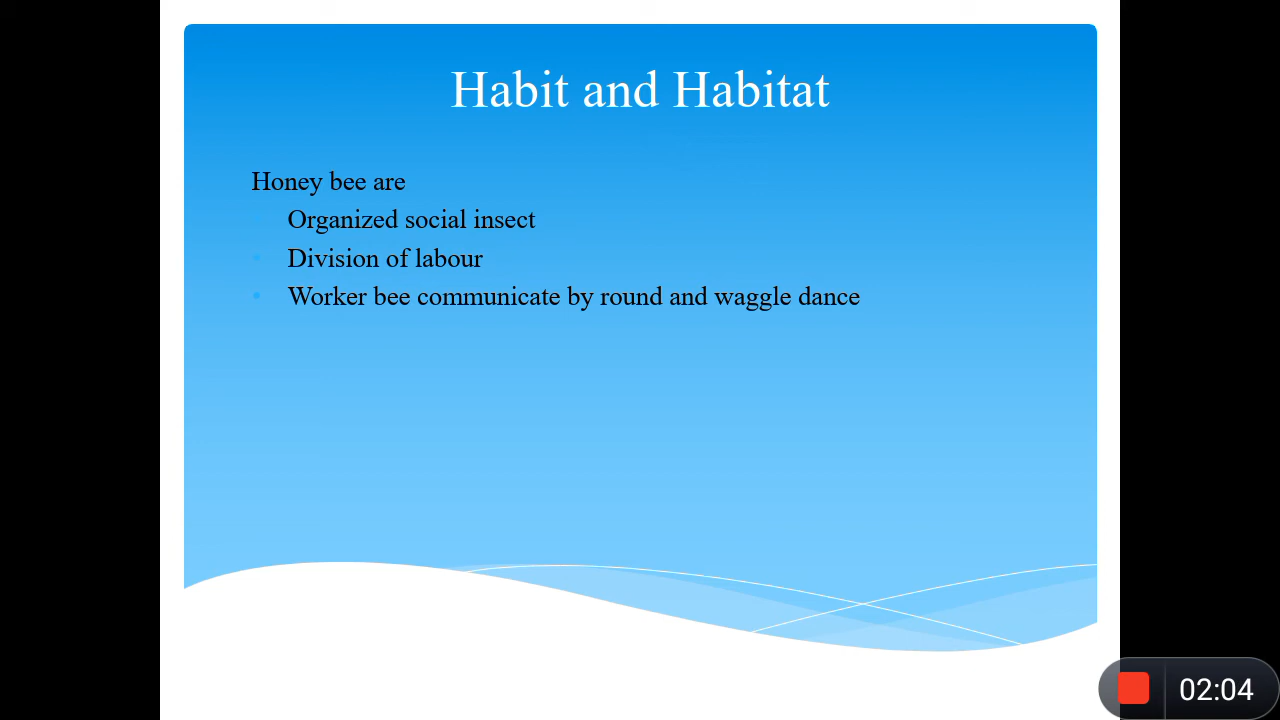 Habit and Habitat
Honey bee are
Organized social insect
• Division of labour
• Worker bee communicate by round and waggle dance
02:04